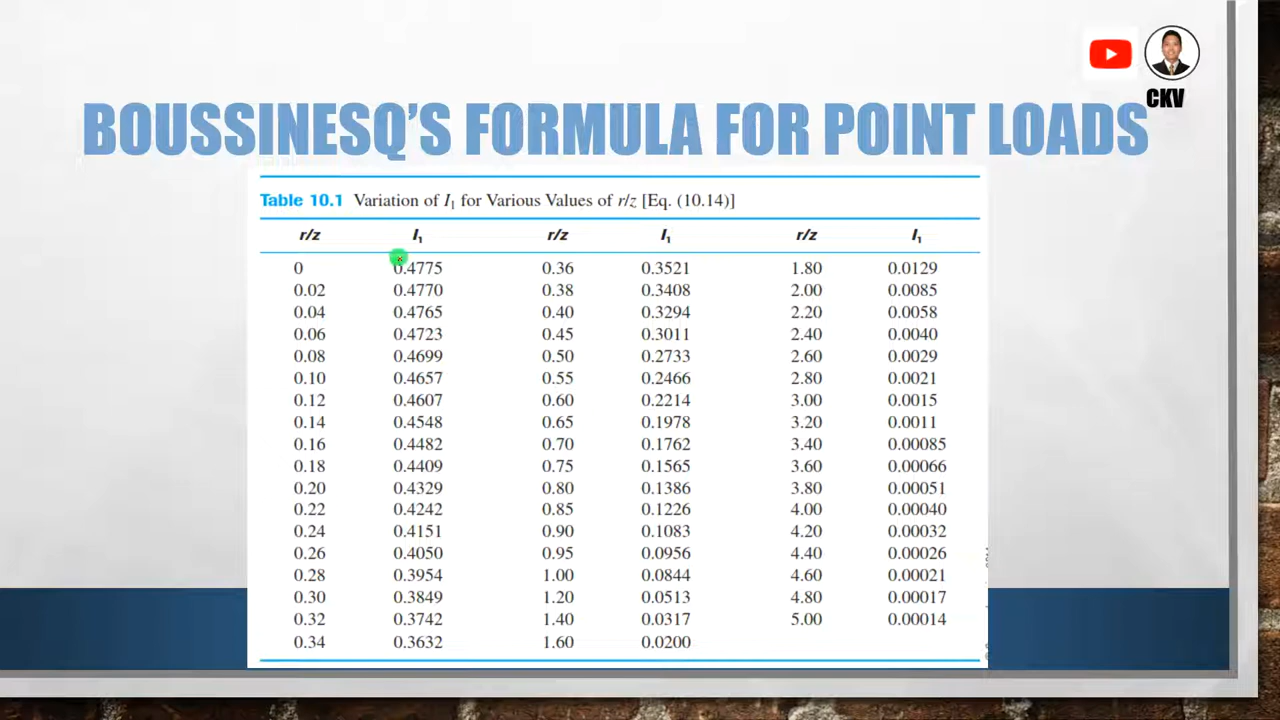 CKV
BOUSSINESQ'S FORMULA FOR POINT LOADS
Table 10.1 Variation of I₁ for Various Values of r/z [Eq. (10.14)]
r/z I₁ r/z I₁ r/z I₁
0 0.4775 0.36 0.3521 1.80 0.0129
0.02 0.4770 0.38 0.3408 2.00 0.0085
0.04 0.4765 0.40 0.3294 2.20 0.0058
0.06 0.4723 0.45 0.3011 2.40 0.0040
0.08 0.4699 0.50 0.2733 2.60 0.0029
0.10 0.4657 0.55 0.2466 2.80 0.0021
0.12 0.4607 0.60 0.2214 3.00 0.0015
0.14 0.4548 0.65 0.1978 3.20 0.0011
0.16 0.4482 0.70 0.1762 3.40 0.00085
0.18 0.4409 0.75 0.1565 3.60 0.00066
0.20 0.4329 0.80 0.1386 3.80 0.00051
0.22 0.4242 0.85 0.1226 4.00 0.00040
0.24 0.4151 0.90 0.1083 4.20 0.00032
0.26 0.4050 0.95 0.0956 4.40 0.00026
0.28 0.3954 1.00 0.0844 4.60 0.00021
0.30 0.3849 1.20 0.0513 4.80 0.00017
0.32 0.3742 1.40 0.0317 5.00 0.00014
0.34 0.3632 1.60 0.0200